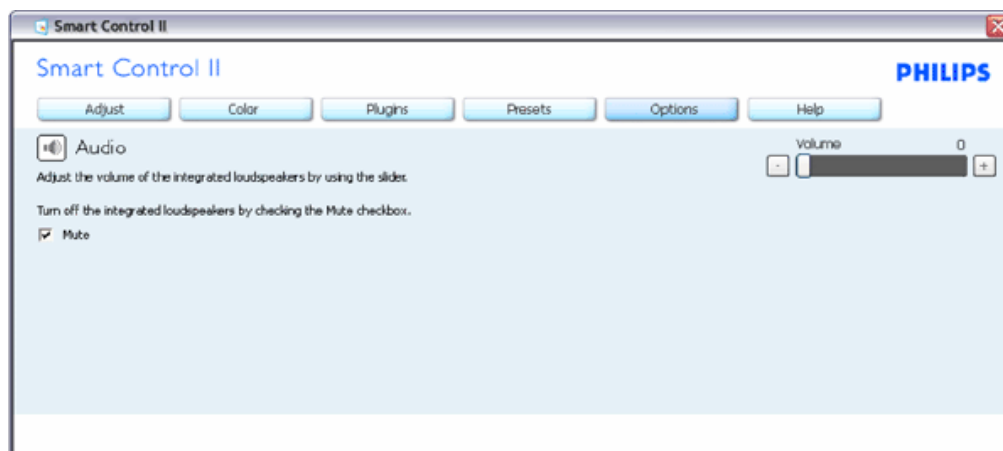 Smart Control II
Smart Control II
PHILIPS
Adjust Color Plugins Presets Options Help
Audio
Volume 0
- +
Adjust the volume of the integrated loudspeakers by using the slider.
Turn off the integrated loudspeakers by checking the Mute checkbox.
Mute